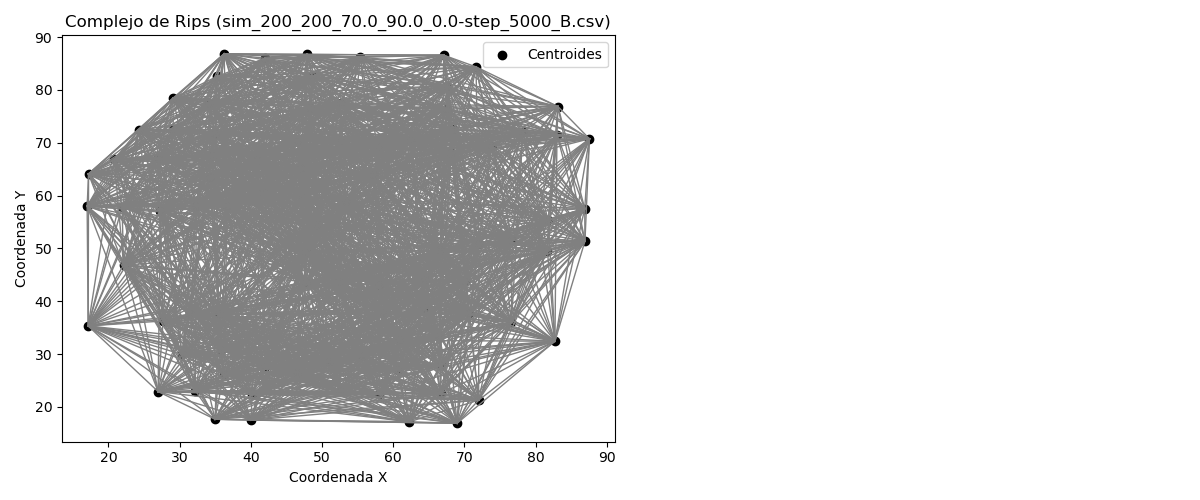 Complejo de Rips (sim_200_200_70.0_90.0_0.0-step_5000_B.csv)
90
80
70
60
50
40
30
20
Coordenada Y
Centroides
20 30 40 50 60 70 80 90
Coordenada X